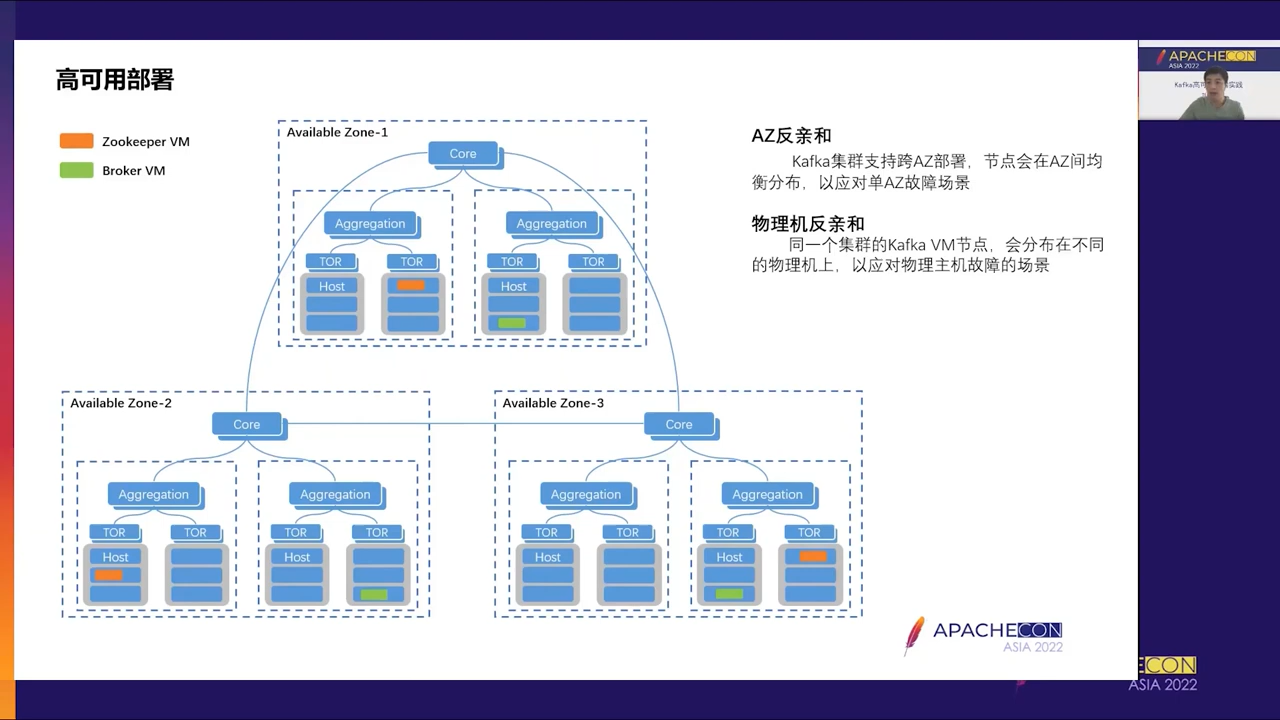 高可用部署
Zookeeper VM
Broker VM
Available Zone-1
Core
Aggregation
Aggregation
TOR
TOR
TOR
TOR
Host
Host
Available Zone-2
Core
Aggregation
Aggregation
TOR
TOR
TOR
TOR
Host
Host
Available Zone-3
Core
Aggregation
Aggregation
TOR
TOR
TOR
TOR
Host
Host
AZ反亲和
Kafka集群支持跨AZ部署，节点会在AZ间均
衡分布，以应对单AZ故障场景
物理机反亲和
同一个集群的Kafka VM节点，会分布在不同
的物理机上，以应对物理主机故障的场景
APACHECON
ASIA 2022
APACHECON
ASIA 2022
Kafka高可
实践
ECON
ASIA 2022